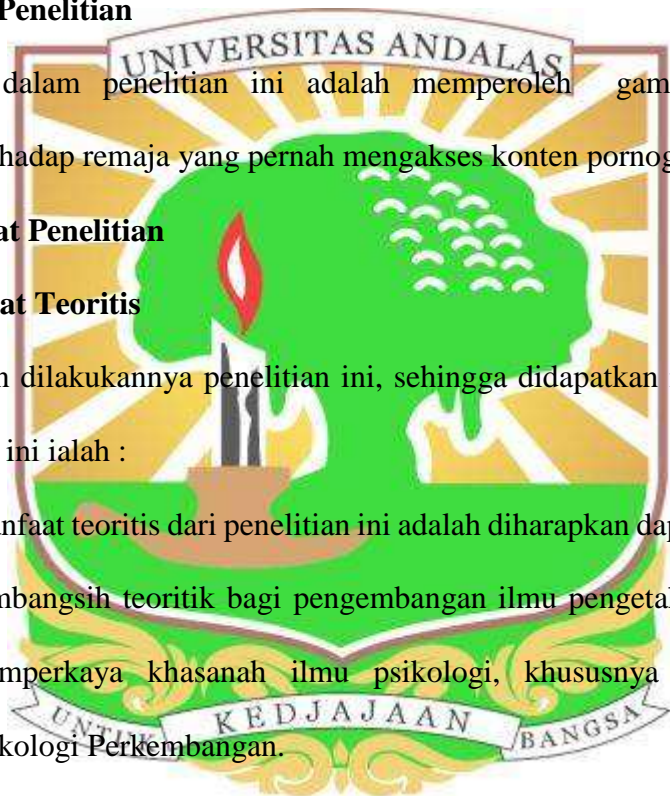 Penelitian
UNIVERSITAS ANDALAS
dalam penelitian ini adalah memperoleh gam
hadap remaja yang pernah mengakses konten pornog
at Penelitian
at Teoritis
dilakukannya penelitian ini, sehingga didapatkan
ini ialah :
nfaat teoritis dari penelitian ini adalah diharapkan dap
mbangsih teoritik bagi pengembangan ilmu pengetal
mperkaya khasanah ilmu psikologi, khususnya
kologi Perkembangan.
UNTUK KEDJAJAAN BANGSA